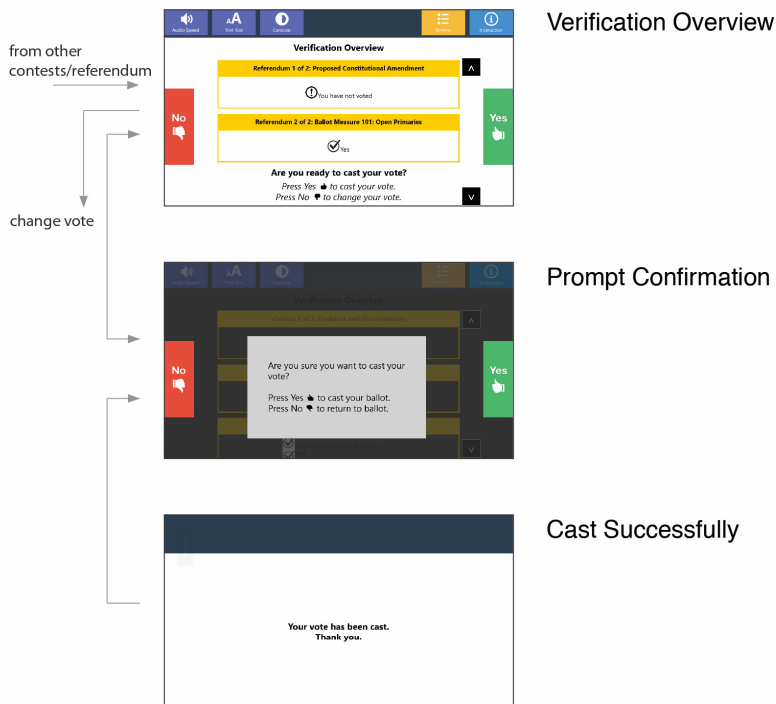 Verification Overview
from other
contests/referendum
change vote
Audio Speed
AA
Text Size
Contrast
Review
Instruction
Verification Overview
Referendum 1 of 2: Proposed Constitutional Amendment
You have not voted
Referendum 2 of 2: Ballot Measure 101: Open Primaries
Yes
Are you ready to cast your vote?
Press Yes to cast your vote.
Press No to change your vote.
No
Yes
Prompt Confirmation
Audio Speed
AA
Text Size
Contrast
Instruction
Verification Overview
Contest 1 of 2: President and Vice President
No
Are you sure you want to cast your
vote?
Press Yes to cast your ballot.
Press No to return to ballot.
Yes
Cast Successfully
Your vote has been cast.
Thank you.